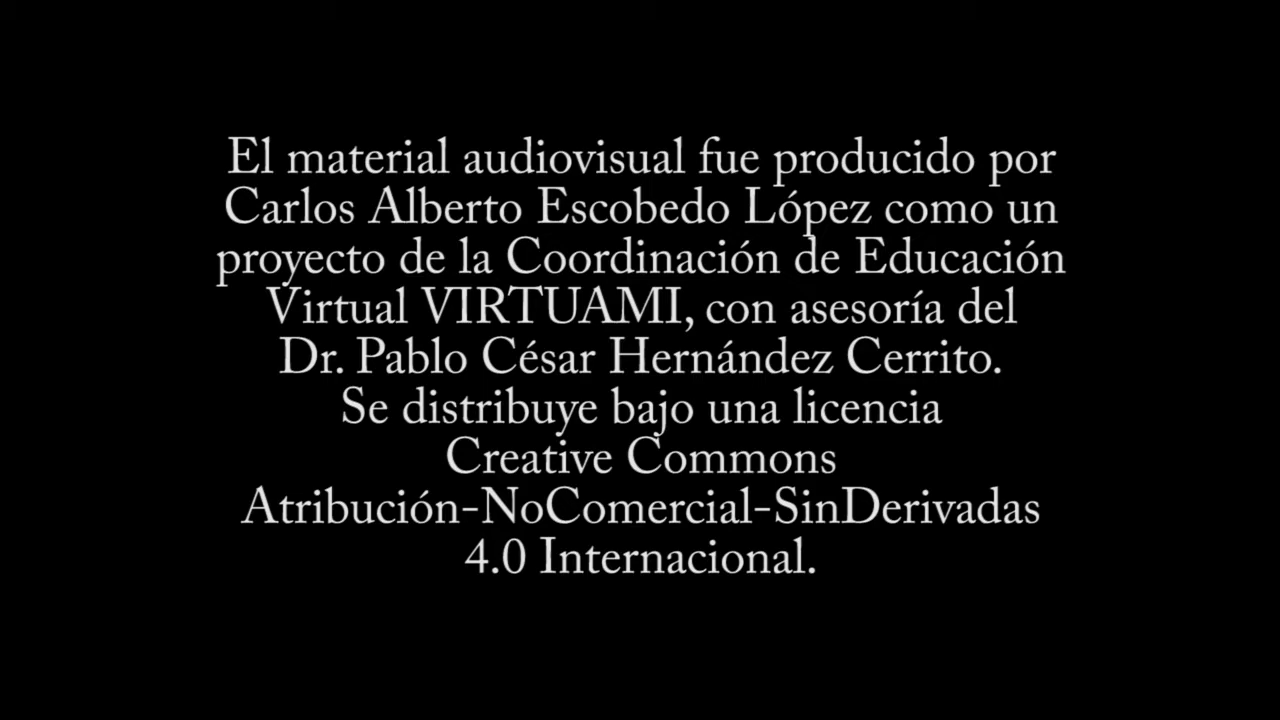 El material audiovisual fue producido por
Carlos Alberto Escobedo López como un
proyecto de la Coordinación de Educación
Virtual VIRTUAMI, con asesoría del
Dr. Pablo César Hernández Cerrito.
Se distribuye bajo una licencia
Creative Commons
Atribución-NoComercial-SinDerivadas
4.0 Internacional.